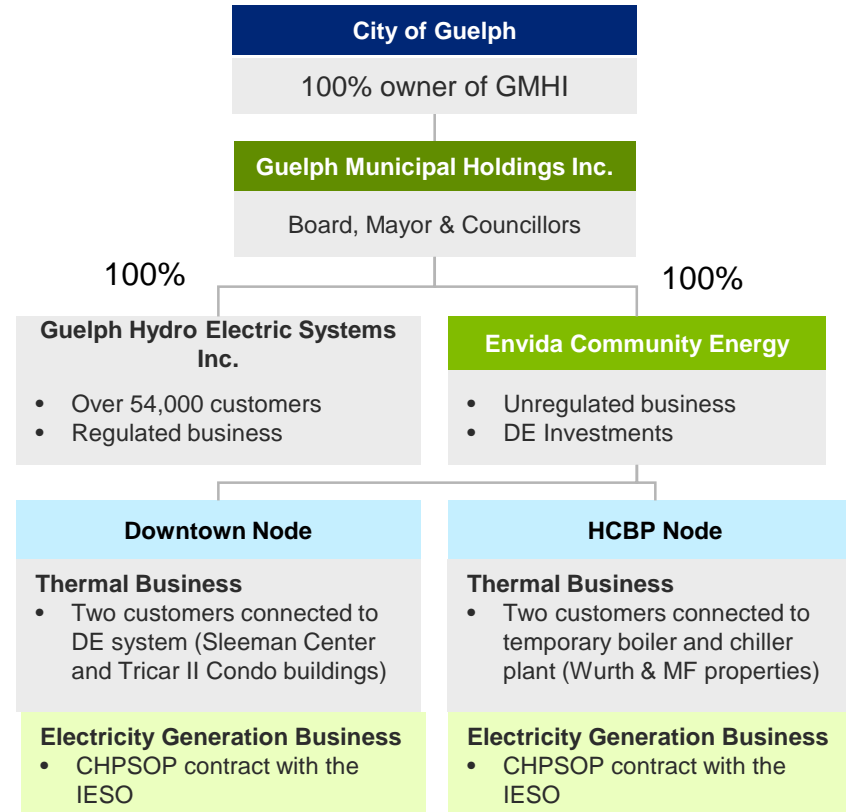 City of Guelph
100% owner of GMHI
Guelph Municipal Holdings Inc.
Board, Mayor & Councillors
100%
100%
Guelph Hydro Electric Systems
Inc.
• Over 54,000 customers
• Regulated business
Envida Community Energy
• Unregulated business
• DE Investments
Downtown Node
Thermal Business
• Two customers connected to
DE system (Sleeman Center
and Tricar II Condo buildings)
Electricity Generation Business
• CHPSOP contract with the
IESO
HCBP Node
Thermal Business
• Two customers connected to
temporary boiler and chiller
plant (Wurth & MF properties)
Electricity Generation Business
• CHPSOP contract with the
IESO